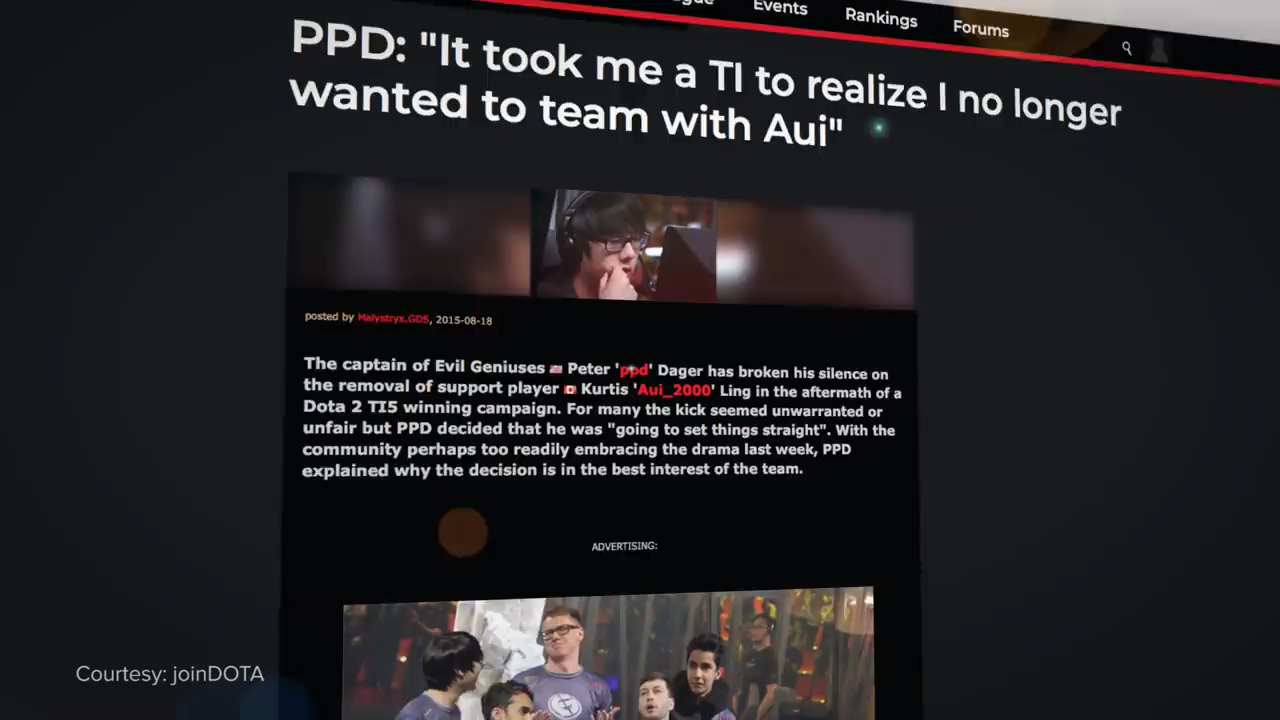 Events Rankings Forums
PPD: "It took me a TI to realize I no longer
wanted to team with Aui"
posted by Malystryx.GDS, 2015-08-18
The captain of Evil Geniuses Peter 'ppd' Dager has broken his silence on
the removal of support player Kurtis 'Aui_2000' Ling in the aftermath of a
Dota 2 TI5 winning campaign. For many the kick seemed unwarranted or
unfair but PPD decided that he was "going to set things straight". With the
community perhaps too readily embracing the drama last week, PPD
explained why the decision is in the best interest of the team.
ADVERTISING:
Courtesy: joinDOTA